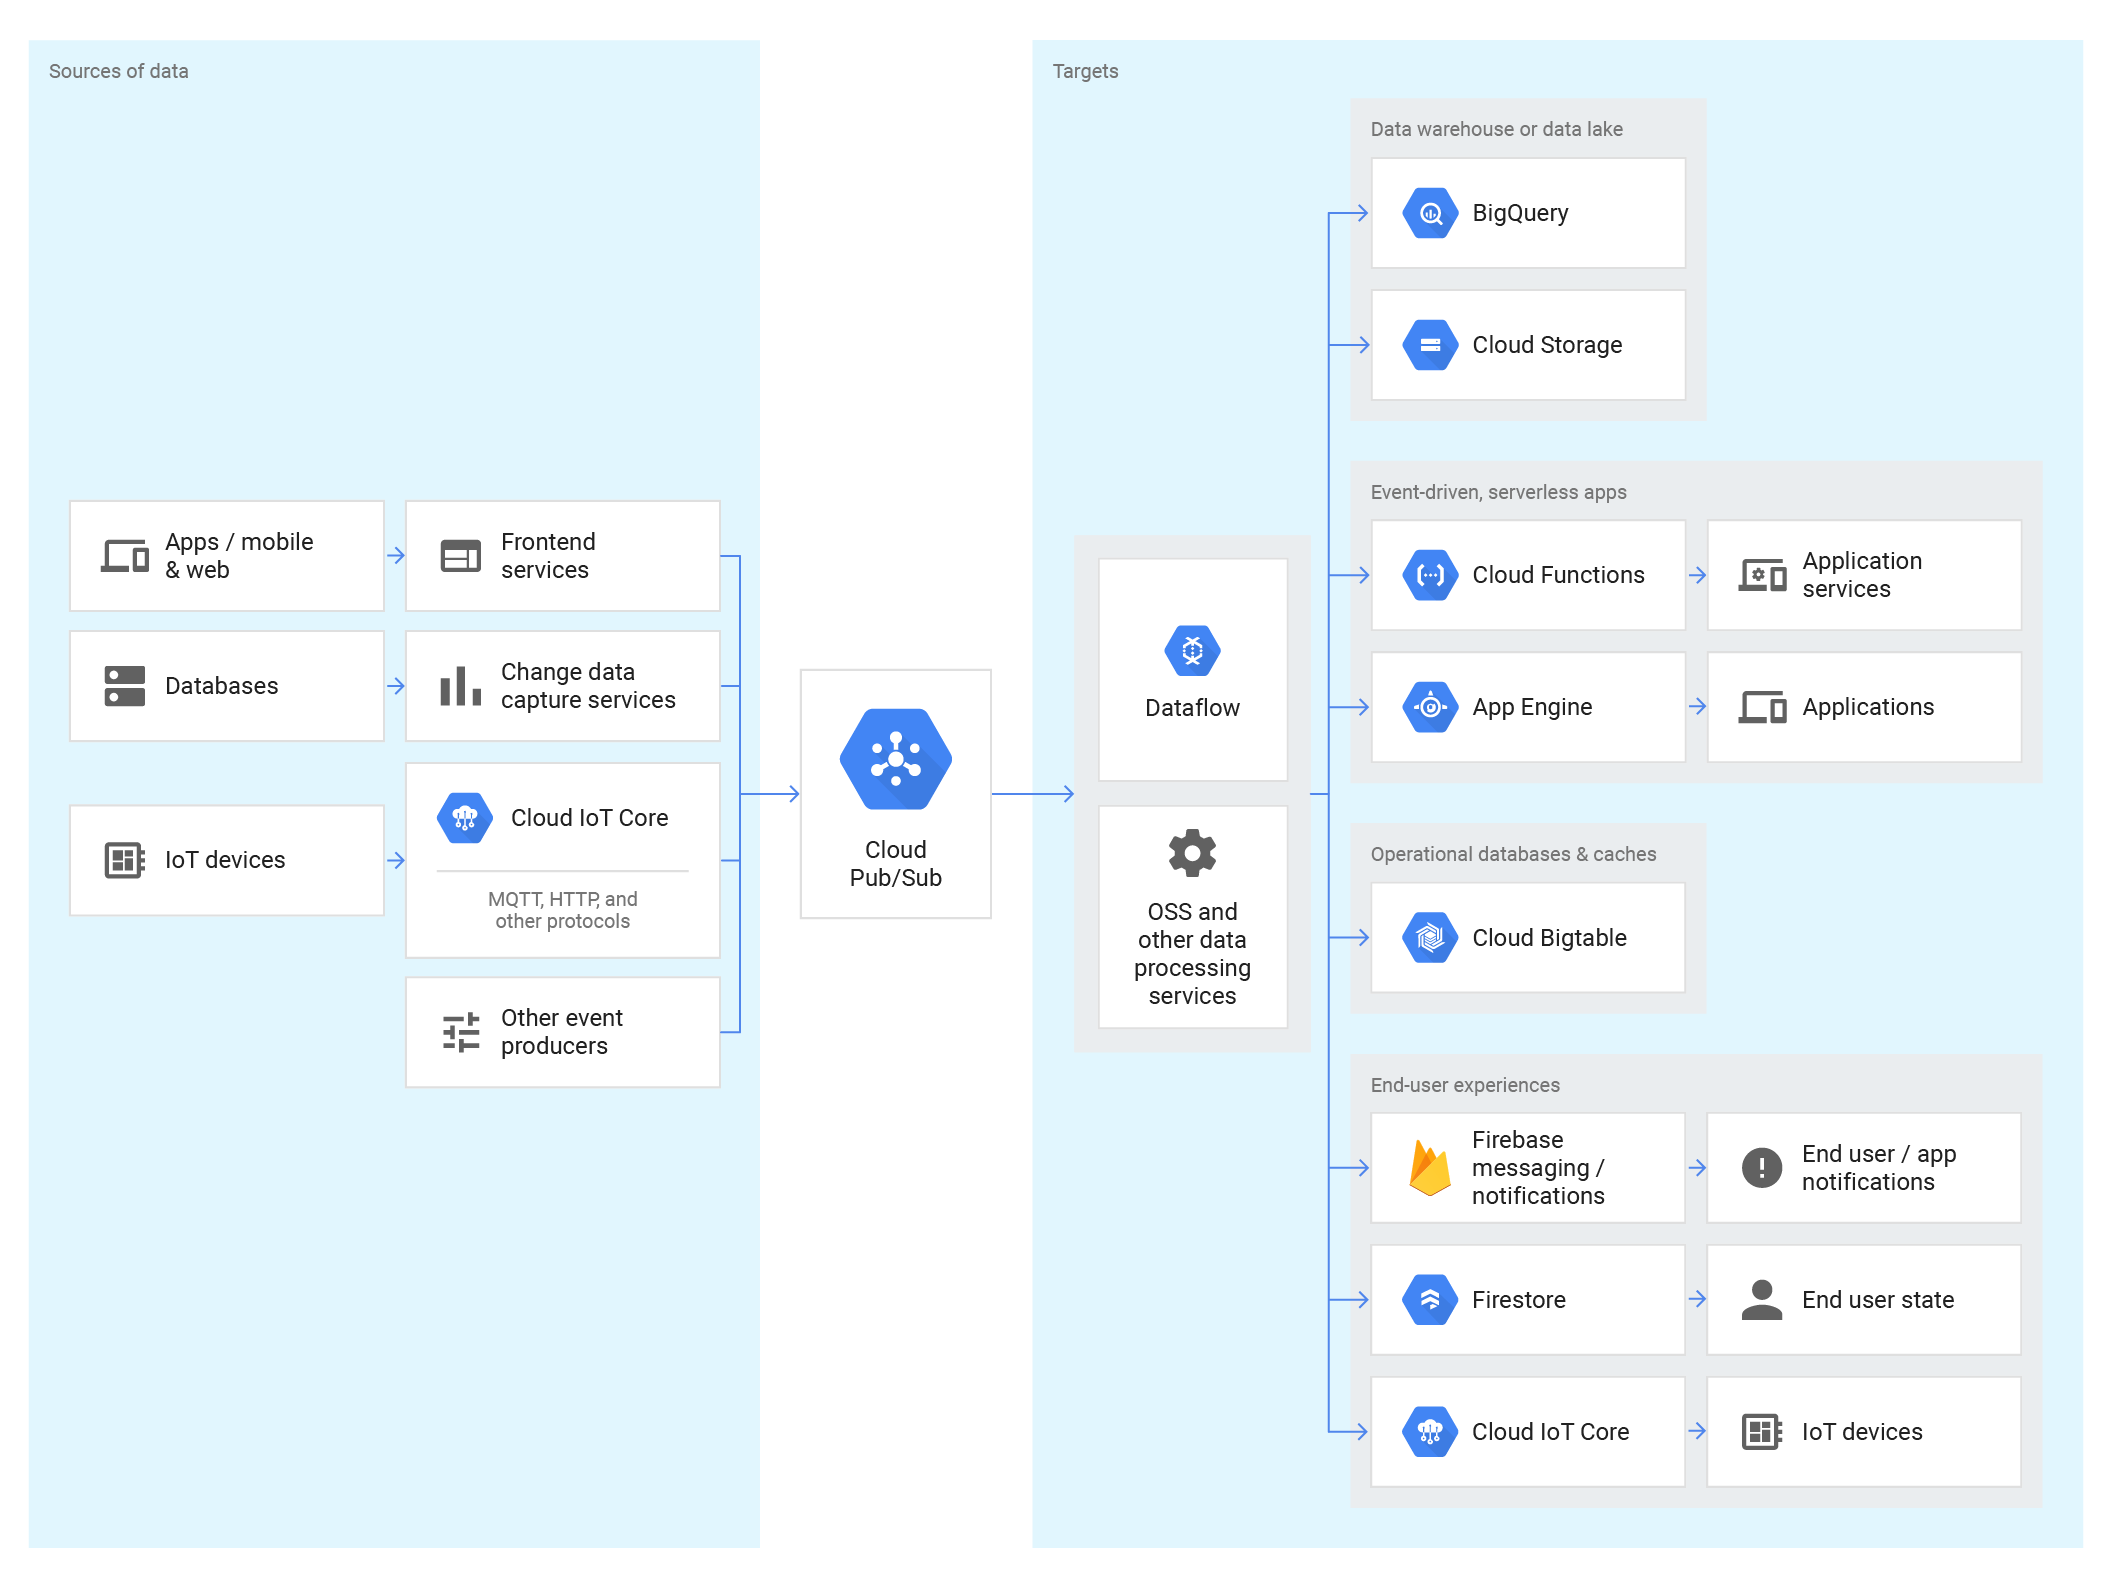 Sources of data
Apps / mobile
& web
Frontend
services
Databases
Change data
capture services
IoT devices
Cloud IoT Core
MQTT, HTTP, and
other protocols
Other event
producers
Cloud
Pub/Sub
Targets
Dataflow
OSS and
other data
processing
services
Data warehouse or data lake
BigQuery
Cloud Storage
Event-driven, serverless apps
Cloud Functions
Application
services
App Engine
Applications
Operational databases & caches
Cloud Bigtable
End-user experiences
Firebase
messaging /
notifications
End user / app
notifications
Firestore
End user state
Cloud IoT Core
IoT devices